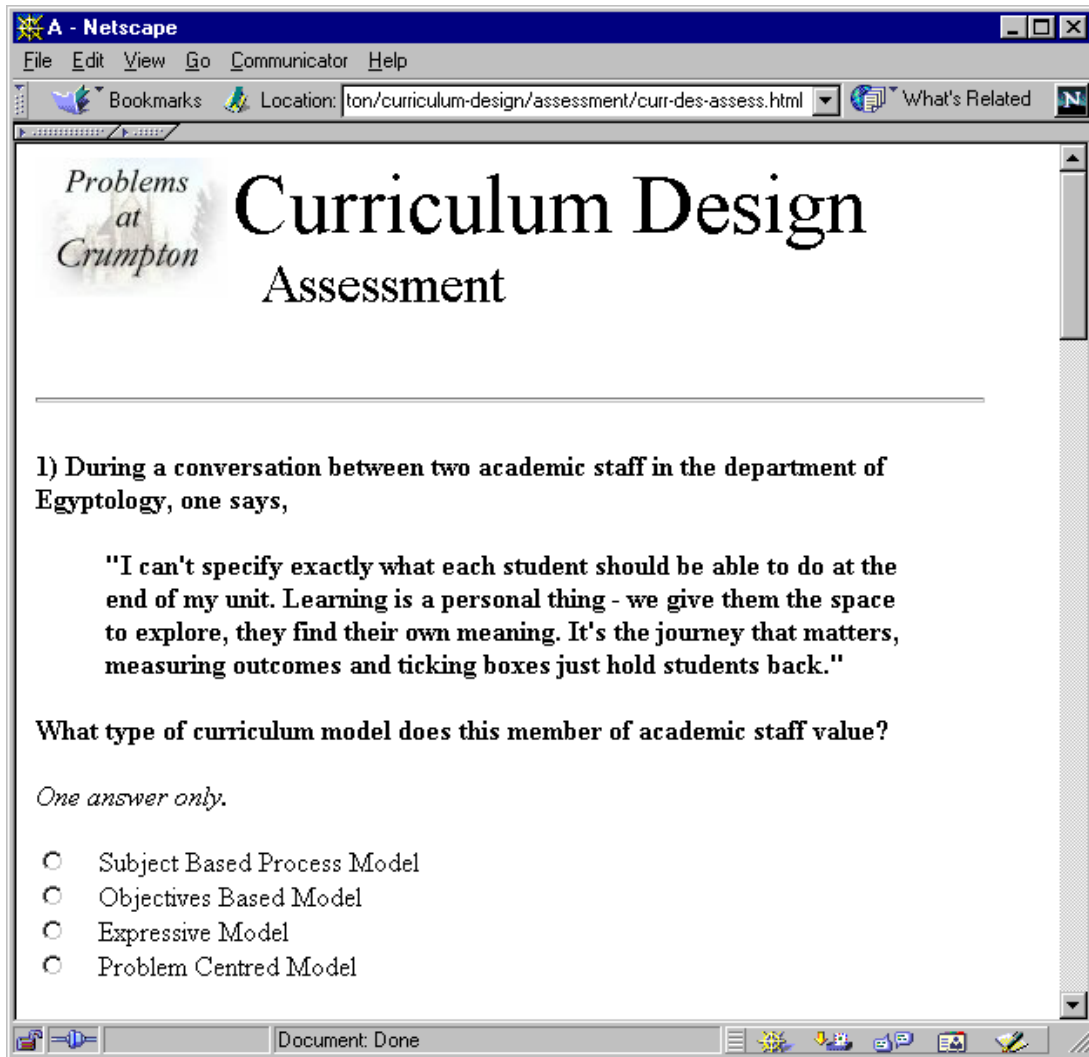 A - Netscape
File Edit View Go Communicator Help
Bookmarks Location: ton/curriculum-design/assessment/curr-des-assess.html What's Related N
Problems
at
Crumpton
Curriculum Design
Assessment
1) During a conversation between two academic staff in the department of
Egyptology, one says,
"I can't specify exactly what each student should be able to do at the
end of my unit. Learning is a personal thing - we give them the space
to explore, they find their own meaning. It's the journey that matters,
measuring outcomes and ticking boxes just hold students back."
What type of curriculum model does this member of academic staff value?
One answer only.
Subject Based Process Model
Objectives Based Model
Expressive Model
Problem Centred Model
Document: Done